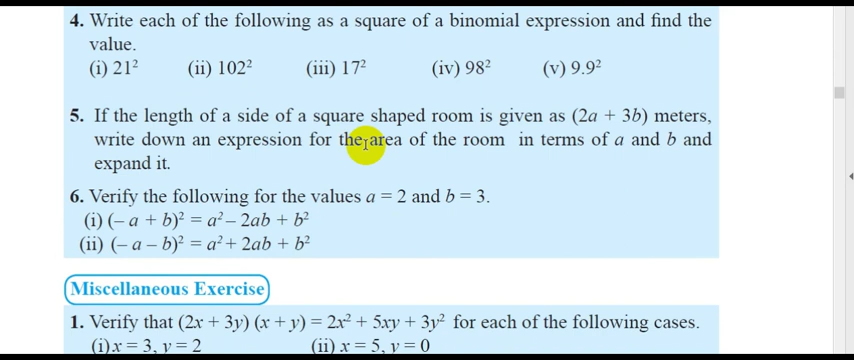 4. Write each of the following as a square of a binomial expression and find the
value.
(i) 21² (ii) 102² (iii) 17² (iv) 98² (v) 9.9²
5. If the length of a side of a square shaped room is given as (2a + 3b) meters,
write down an expression for the area of the room in terms of a and b and
expand it.
6. Verify the following for the values a = 2 and b = 3.
(i) (– a + b)² = a² – 2ab + b²
(ii) (– a – b)² = a² + 2ab + b²
Miscellaneous Exercise
1. Verify that (2x + 3y) (x + y) = 2x² + 5xy + 3y² for each of the following cases.
(i) x = 3, y = 2 (ii) x = 5, y = 0